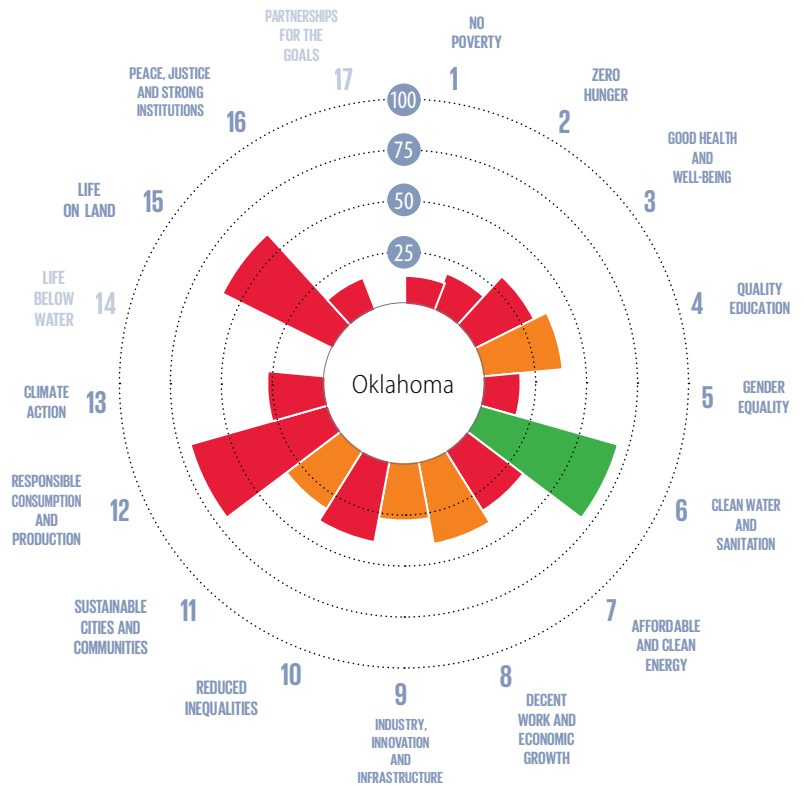 NO
POVERTY
1
ZERO
HUNGER
2
GOOD HEALTH
AND
WELL-BEING
3
QUALITY
EDUCATION
4
GENDER
EQUALITY
5
CLEAN WATER
AND
SANITATION
6
AFFORDABLE
AND CLEAN
ENERGY
7
DECENT
WORK AND
ECONOMIC
GROWTH
8
INDUSTRY,
INNOVATION
AND
INFRASTRUCTURE
9
REDUCED
INEQUALITIES
10
SUSTAINABLE
CITIES AND
COMMUNITIES
11
RESPONSIBLE
CONSUMPTION
AND
PRODUCTION
12
CLIMATE
ACTION
13
LIFE
BELOW
WATER
14
LIFE
ON LAND
15
PEACE, JUSTICE
AND STRONG
INSTITUTIONS
16
PARTNERSHIPS
FOR THE
GOALS
17
100
75
50
25
Oklahoma